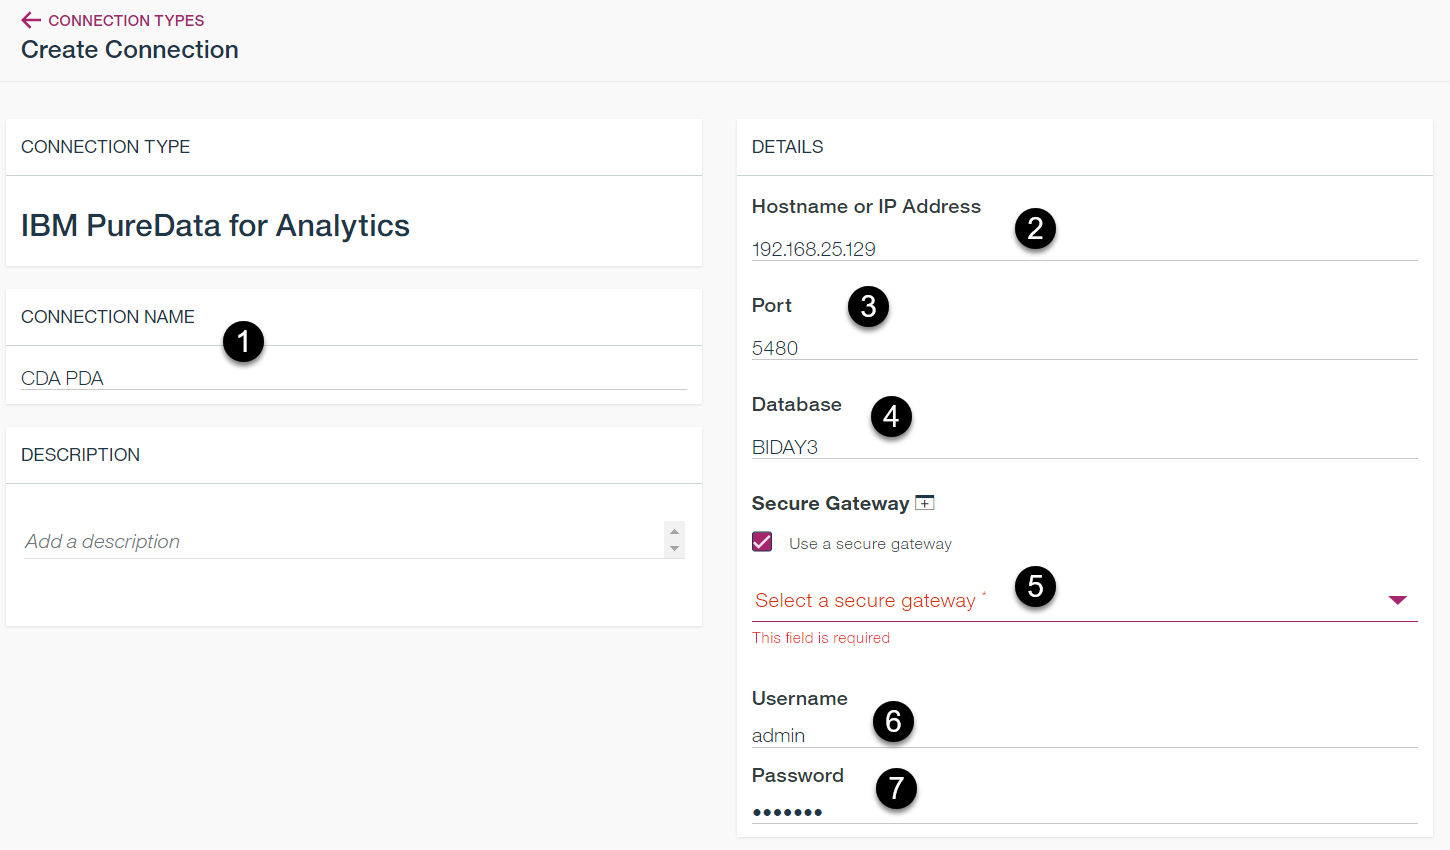 CONNECTION TYPES
Create Connection
CONNECTION TYPE
IBM PureData for Analytics
CONNECTION NAME
1
CDA PDA
DESCRIPTION
Add a description
DETAILS
Hostname or IP Address
2
192.168.25.129
Port
3
5480
Database
4
BIDAY3
Secure Gateway
Use a secure gateway
Select a secure gateway *
5
This field is required
Username
6
admin
Password
7
•••••••